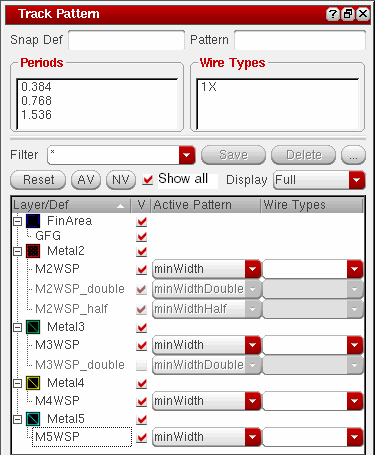 Track Pattern
Snap Def Pattern
Periods Wire Types
0.384 1X
0.768
1.536
Filter * Save Delete ...
Reset AV NV Show all Display Full
Layer/Def V Active Pattern Wire Types
FinArea
GFG
Metal2
M2WSP minWidth
M2WSP_double minWidthDouble
M2WSP_half minWidthHalf
Metal3
M3WSP minWidth
M3WSP_double minWidthDouble
Metal4
M4WSP minWidth
Metal5
M5WSP minWidth